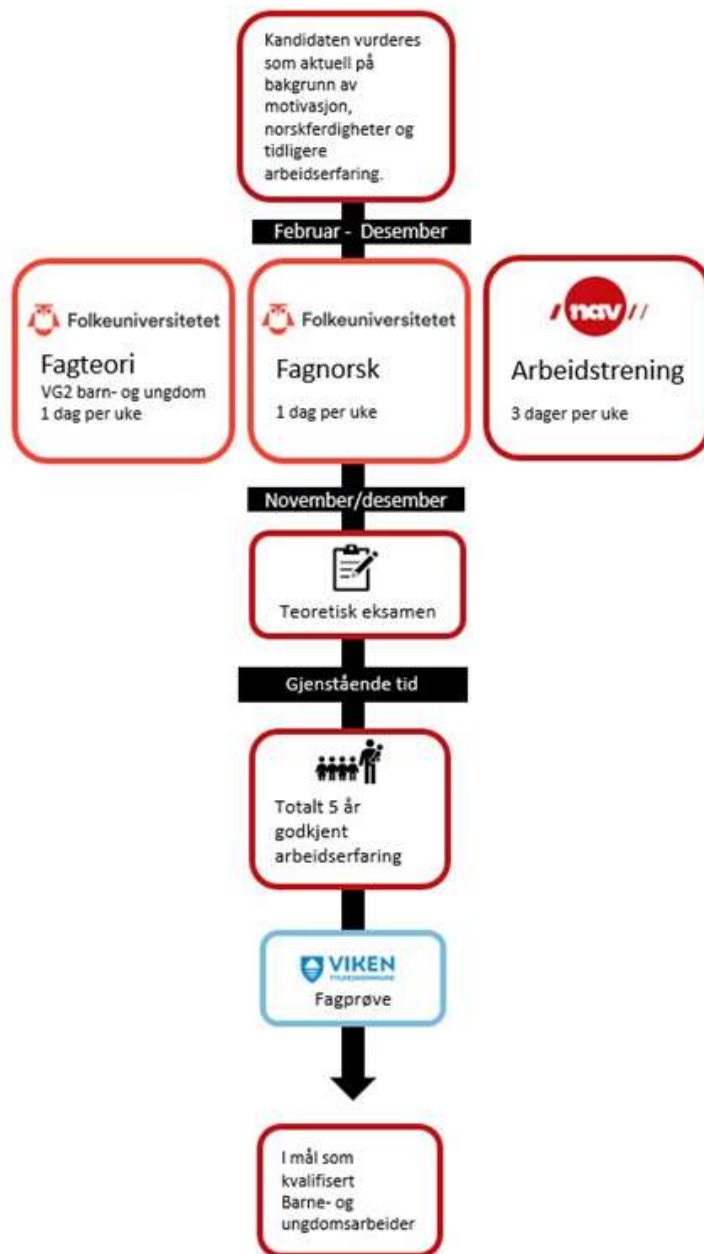 Kandidaten vurderes
som aktuell på
bakgrunn av
motivasjon,
norskferdigheter og
tidligere
arbeidserfaring.
Februar - Desember
Folkeuniversitetet
Fagteori
VG2 barn- og ungdom
1 dag per uke
Folkeuniversitetet
Fagnorsk
1 dag per uke
nav
Arbeidstrening
3 dager per uke
November/desember
Teoretisk eksamen
Gjenstående tid
Totalt 5 år
godkjent
arbeidserfaring
VIKEN
FYLKESKOMMUNE
Fagprøve
I mål som
kvalifisert
Barne- og
ungdomsarbeider